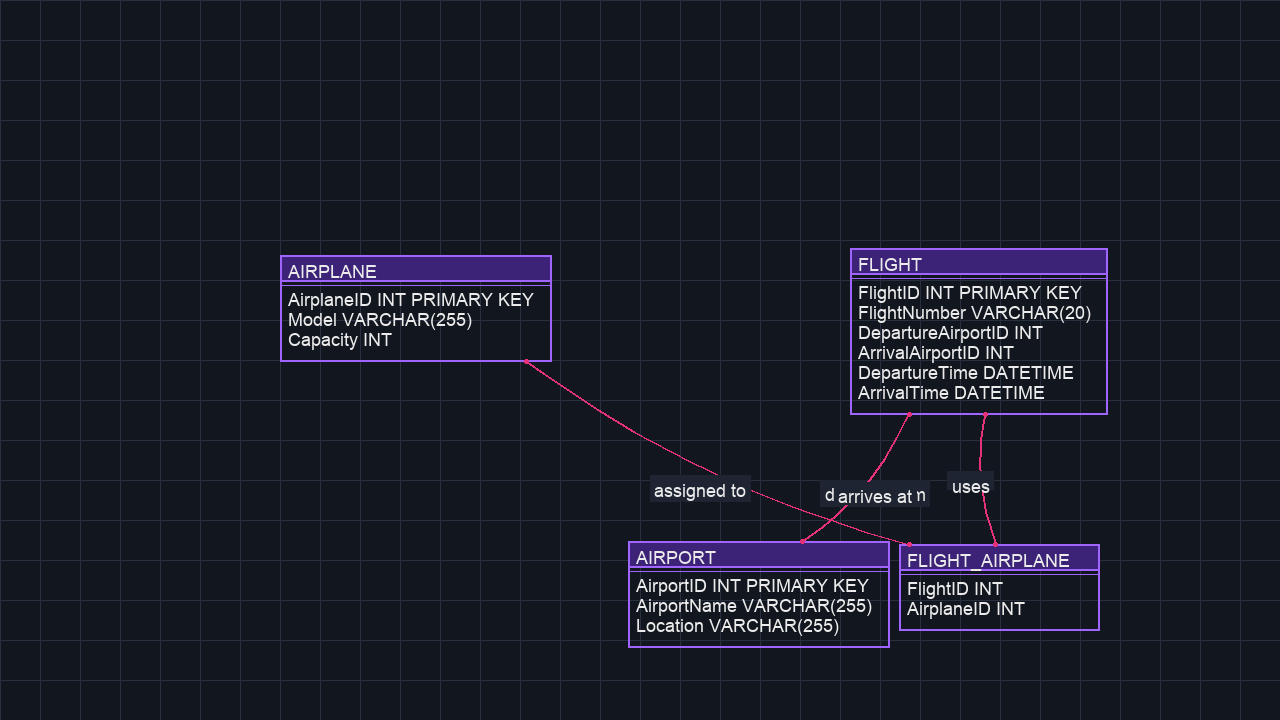 AIRPLANE
AirplaneID INT PRIMARY KEY
Model VARCHAR(255)
Capacity INT
FLIGHT
FlightID INT PRIMARY KEY
FlightNumber VARCHAR(20)
DepartureAirportID INT
ArrivalAirportID INT
DepartureTime DATETIME
ArrivalTime DATETIME
assigned to
arrives at
uses
AIRPORT
AirportID INT PRIMARY KEY
AirportName VARCHAR(255)
Location VARCHAR(255)
FLIGHT_AIRPLANE
FlightID INT
AirplaneID INT